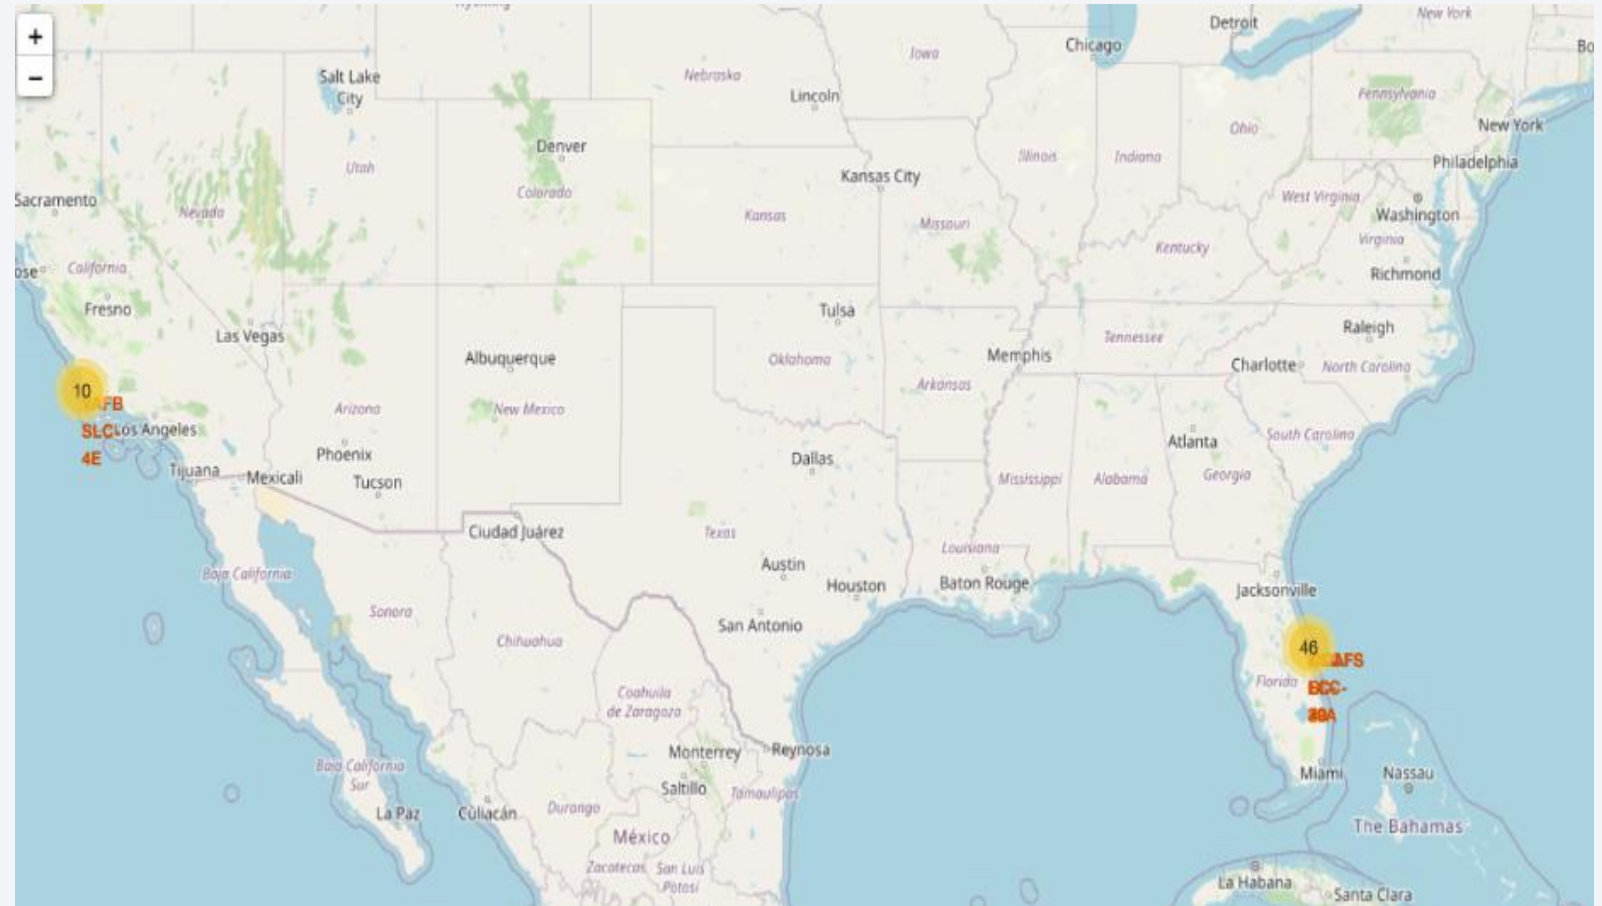 Wyoming
Detroit
New York
Chicago
Bo
+
Iowa
−
Salt Lake
City
Nebraska
Lincoln
Pennsylvania
New York
Ohio
Denver
Illinois
Indiana
Philadelphia
Utah
Kansas City
Colorado
West Virginia
Sacramento
Nevada
Kansas
Missouri
Washington
Virginia
Kentucky
ose
California
Richmond
Fresno
Tulsa
Las Vegas
Raleigh
Tennessee
Albuquerque
Oklahoma
Memphis
Charlotte
North Carolina
10
Arkansas
AFB
Arizona
New Mexico
SLC
Los Angeles
4E
South Carolina
Atlanta
Phoenix
Dallas
Tijuana
Mexicali
Tucson
Mississippi
Alabama
Georgia
Ciudad Juárez
Texas
Louisiana
Baja California
Austin
Houston
Baton Rouge
Jacksonville
Sonora
San Antonio
Chihuahua
46
AFS
Florida
Coahuila
de Zaragoza
Monterrey
Reynosa
Baja California
Sur
Saltillo
Tamaulipas
Miami
Nassau
La Paz
Culiacán
Durango
México
The Bahamas
Zacatecas
San Luis
Potosí
La Habana
Santa Clara